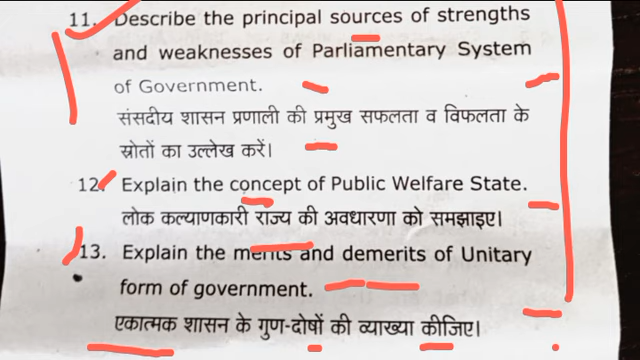 11. Describe the principal sources of strengths
and weaknesses of Parliamentary System
of Government.
संसदीय शासन प्रणाली की प्रमुख सफलता व विफलता के
स्रोतों का उल्लेख करें।
12. Explain the concept of Public Welfare State.
लोक कल्याणकारी राज्य की अवधारणा को समझाइए।
13. Explain the merits and demerits of Unitary
form of government.
एकात्मक शासन के गुण-दोषों की व्याख्या कीजिए।